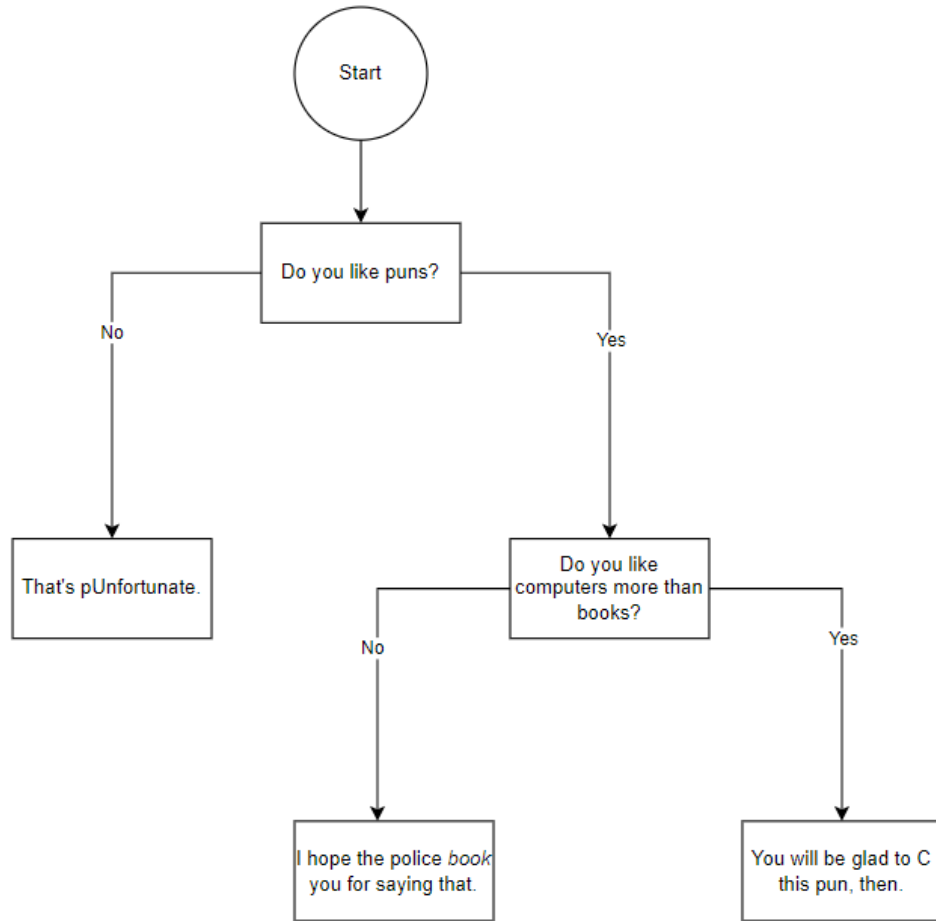 Start
Do you like puns?
No
Yes
That's pUnfortunate.
Do you like
computers more than
books?
No
Yes
I hope the police book
you for saying that.
You will be glad to C
this pun, then.